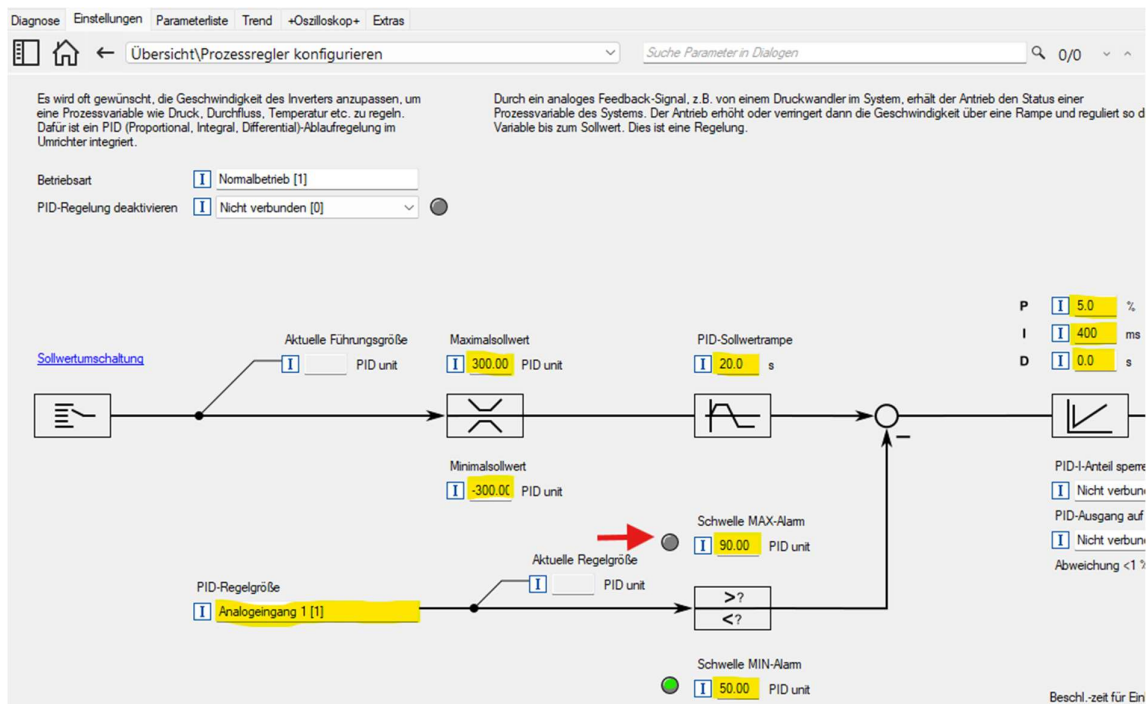 Diagnose Einstellungen Parameterliste Trend +Oszilloskop+ Extras
Übersicht\Prozessregler konfigurieren Suche Parameter in Dialogen 0/0
Es wird oft gewünscht, die Geschwindigkeit des Inverters anzupassen, um
eine Prozessvariable wie Druck, Durchfluss, Temperatur etc. zu regeln.
Dafür ist ein PID (Proportional, Integral, Differential)-Ablaufregelung im
Umrichter integriert.
Durch ein analoges Feedback-Signal, z.B. von einem Druckwandler im System, erhält der Antrieb den Status einer
Prozessvariable des Systems. Der Antrieb erhöht oder verringert dann die Geschwindigkeit über eine Rampe und reguliert so d
Variable bis zum Sollwert. Dies ist eine Regelung.
Betriebsart I Normalbetrieb [1]
PID-Regelung deaktivieren I Nicht verbunden [0]
P I 5.0 %
I I 400 ms
D I 0.0 s
Sollwertumschaltung
Aktuelle Führungsgröße
I PID unit
Maximalsollwert
I 300.00 PID unit
PID-Sollwertrampe
I 20.0 s
Minimalsollwert
I -300.00 PID unit
PID-I-Anteil sperre
I Nicht verbun
PID-Ausgang auf
I Nicht verbun
Abweichung <1 %
Schwelle MAX-Alarm
I 90.00 PID unit
Aktuelle Regelgröße
I PID unit
PID-Regelgröße
I Analogeingang 1 [1]
>?
<?
Schwelle MIN-Alarm
I 50.00 PID unit
Beschl.-zeit für Ein